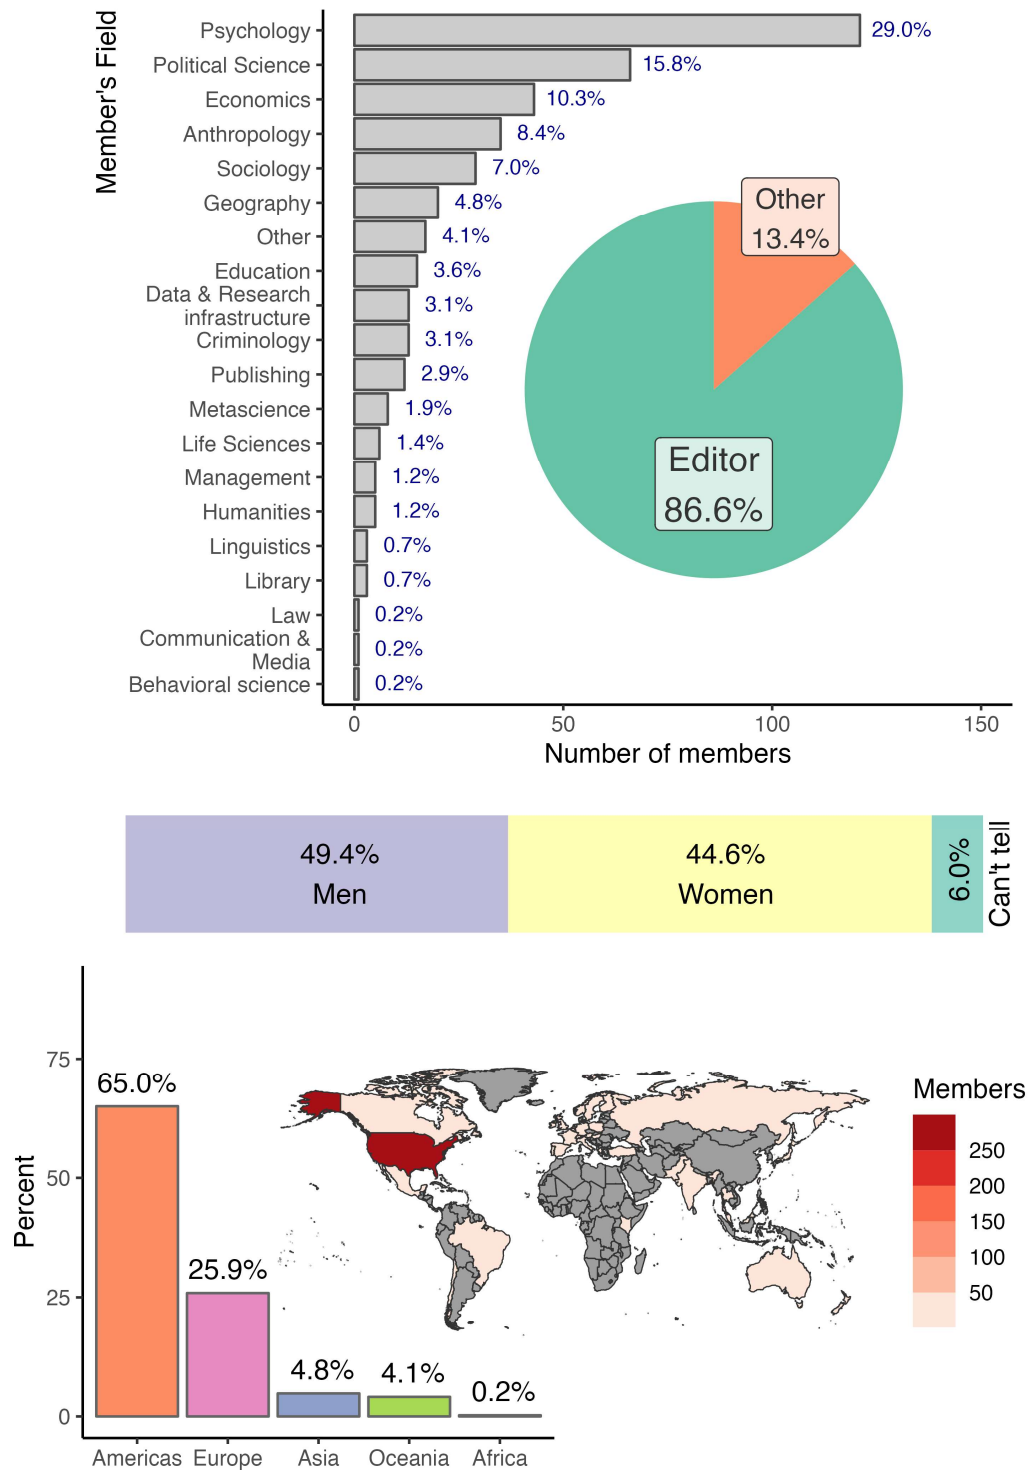 Member's Field
Psychology 29.0%
Political Science 15.8%
Economics 10.3%
Anthropology 8.4%
Sociology 7.0%
Geography 4.8%
Other 4.1%
Education 3.6%
Data & Research
infrastructure 3.1%
Criminology 3.1%
Publishing 2.9%
Metascience 1.9%
Life Sciences 1.4%
Management 1.2%
Humanities 1.2%
Linguistics 0.7%
Library 0.7%
Law 0.2%
Communication &
Media 0.2%
Behavioral science 0.2%
0 50 100 150
Number of members
Other
13.4%
Editor
86.6%
49.4%
Men
44.6%
Women
6.0%
Can't tell
Percent
75
50
25
0
65.0%
25.9%
4.8%
4.1%
0.2%
Americas Europe Asia Oceania Africa
Members
250
200
150
100
50